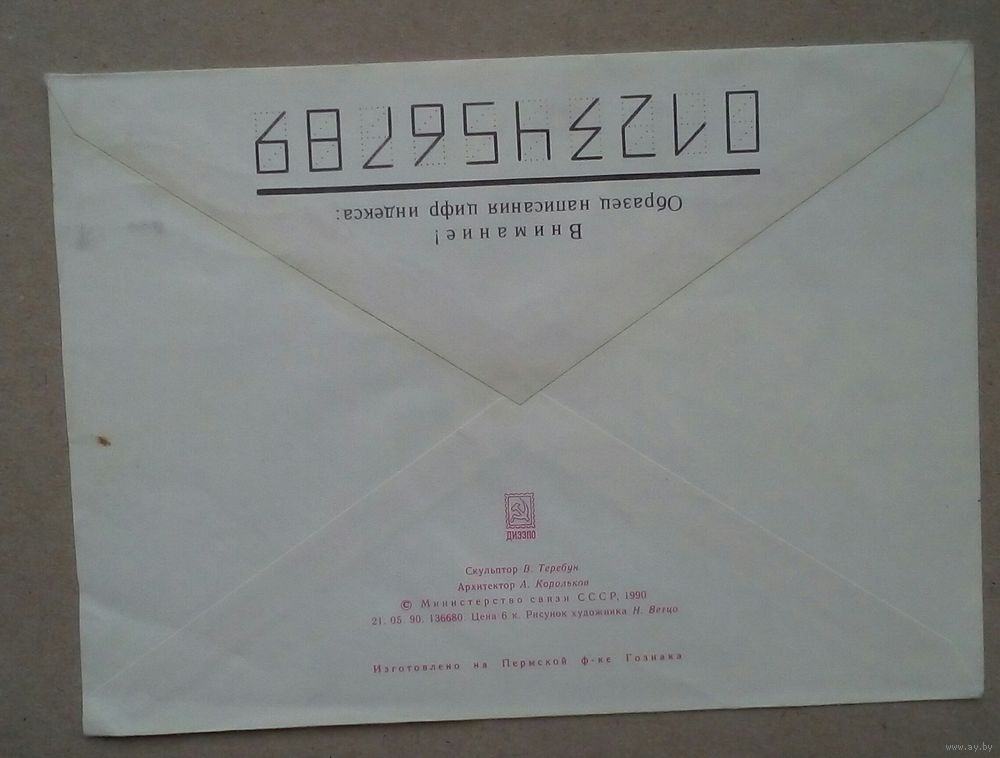 Внимание!
Образец написания цифр индекса:
0123456789
ДИЭЗПО
Скульптор В. Теребун
Архитектор А. Корольков
© Министерство связи СССР, 1990
21. 05. 90. 136680. Цена 6 к. Рисунок художника Н. Ветцо
Изготовлено на Пермской ф-ке Гознака
www.ay.by